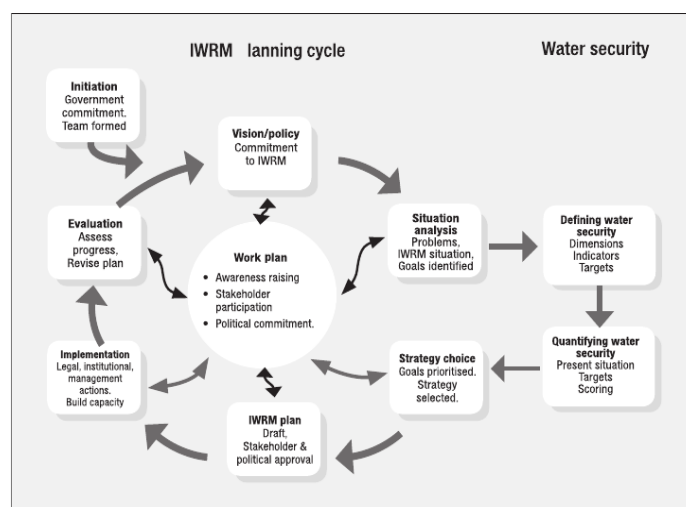 IWRM lanning cycle
Water security
Initiation
Government
commitment.
Team formed
Vision/policy
Commitment
to IWRM
Evaluation
Assess
progress,
Revise plan
Work plan
• Awareness raising
• Stakeholder
participation
• Political commitment.
Situation
analysis
Problems,
IWRM situation,
Goals identified
Defining water
security
Dimensions
Indicators
Targets
Implementation
Legal, institutional,
management
actions.
Build capacity
Strategy choice
Goals prioritised.
Strategy
selected.
Quantifying water
security
Present situation
Targets
Scoring
IWRM plan
Draft,
Stakeholder &
political approval